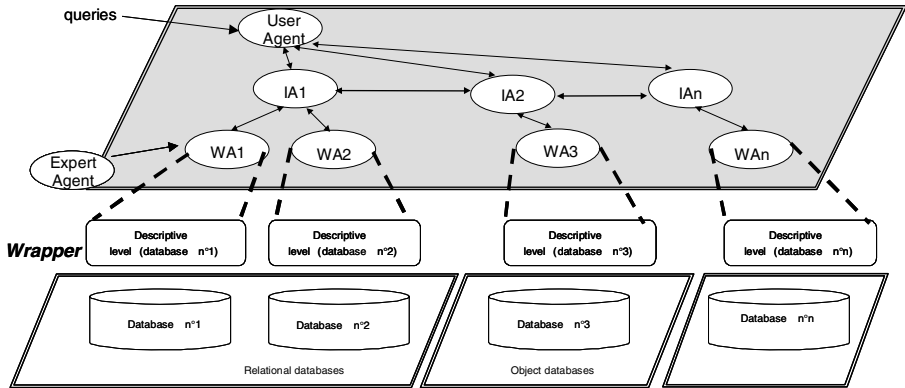 queries
User
Agent
IA1
IA2
IAn
WA1
WA2
WA3
WAn
Expert
Agent
Wrapper
Descriptive
level (database n°1)
Descriptive
level (database n°2)
Descriptive
level (database n°3)
Descriptive
level (database n°n)
Database n°1
Database n°2
Database n°3
Database n°n
Relational databases
Object databases